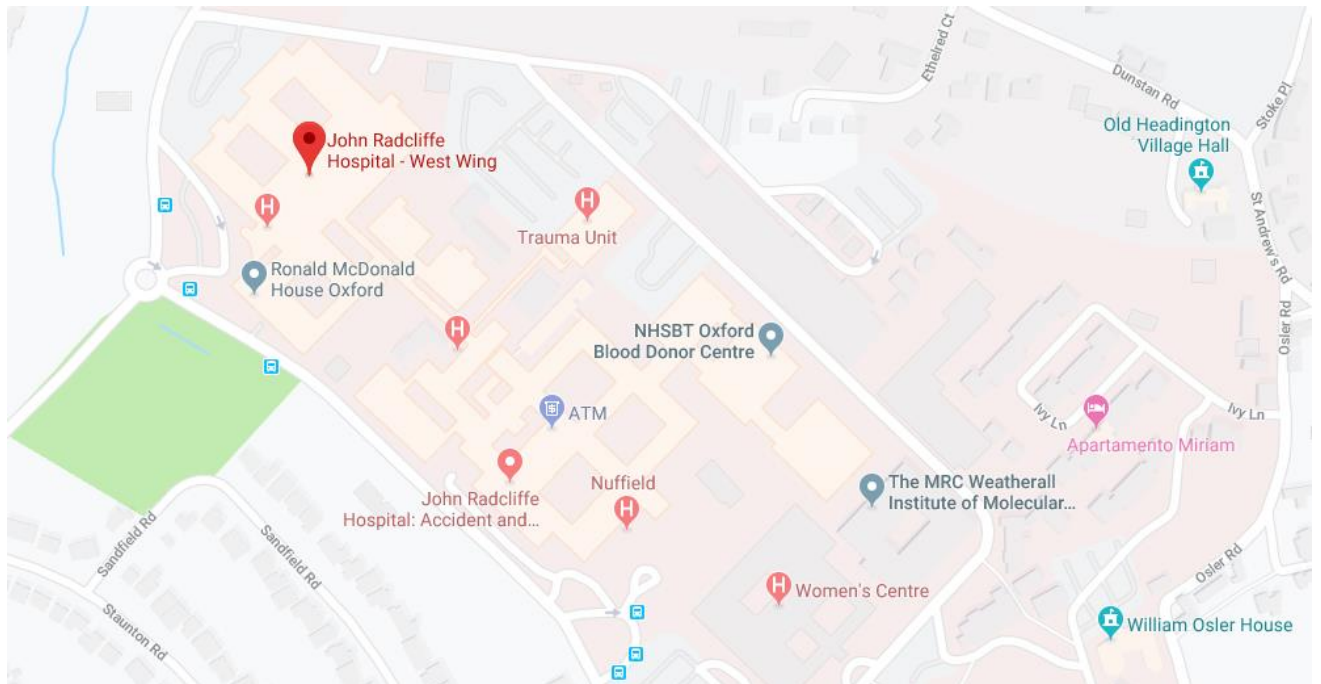 Ethelred Ct
Dunstan Rd
Stoke Pl
Old Headington
Village Hall
John Radcliffe
Hospital - West Wing
H
H
Trauma Unit
St Andrew's Rd
Ronald McDonald
House Oxford
H
NHSBT Oxford
Blood Donor Centre
Osler Rd
ATM
Ivy Ln
Ivy Ln
Apartamento Miriam
John Radcliffe
Hospital: Accident and...
Nuffield
H
The MRC Weatherall
Institute of Molecular...
Sandfield Rd
Sandfield Rd
Osler Rd
H
Women's Centre
Staunton Rd
William Osler House